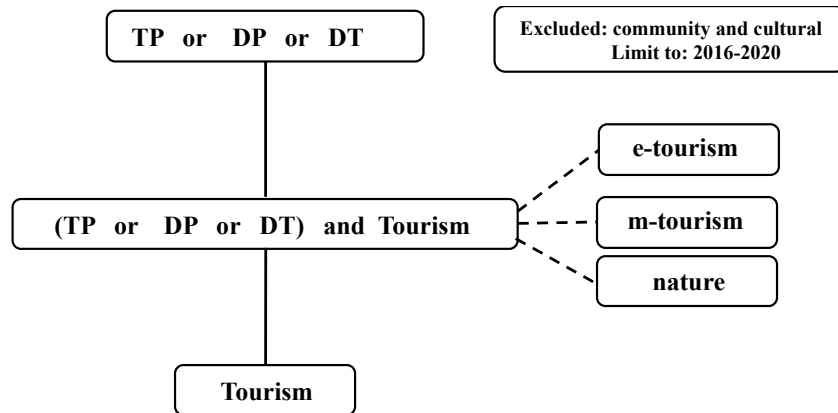 TP or DP or DT
Excluded: community and cultural
Limit to: 2016-2020
e-tourism
(TP or DP or DT) and Tourism
m-tourism
nature
Tourism